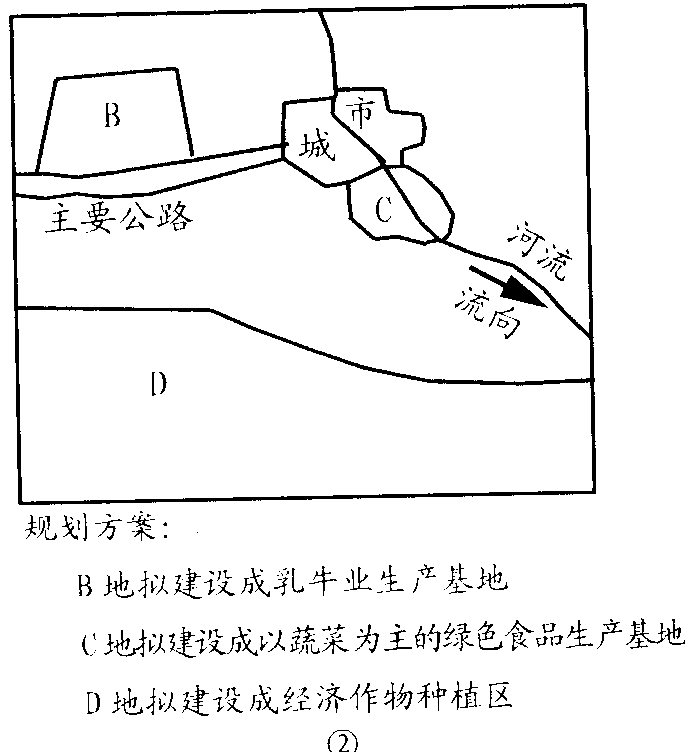 B
市
城
C
主要公路
河流
流向
D
规划方案:
B地拟建设成乳牛业生产基地
C地拟建设成以蔬菜为主的绿色食品生产基地
D地拟建设成经济作物种植区
②